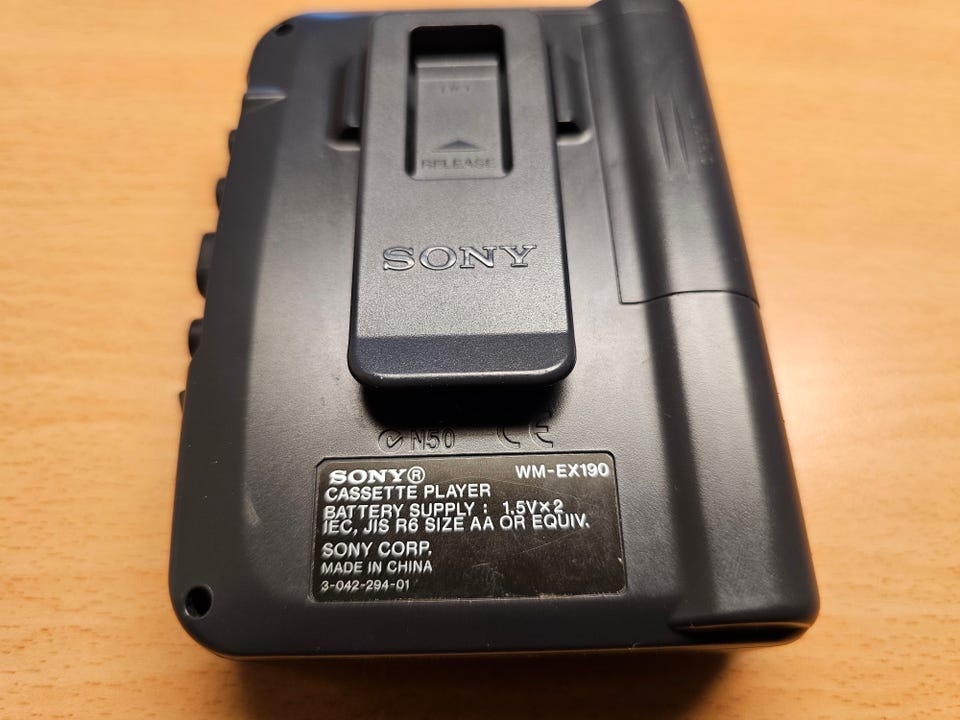 RELEASE
SONY
N50 CE
SONY® WM-EX190
CASSETTE PLAYER
BATTERY SUPPLY : 1.5V×2
IEC, JIS R6 SIZE AA OR EQUIV.
SONY CORP.
MADE IN CHINA
3-042-294-01